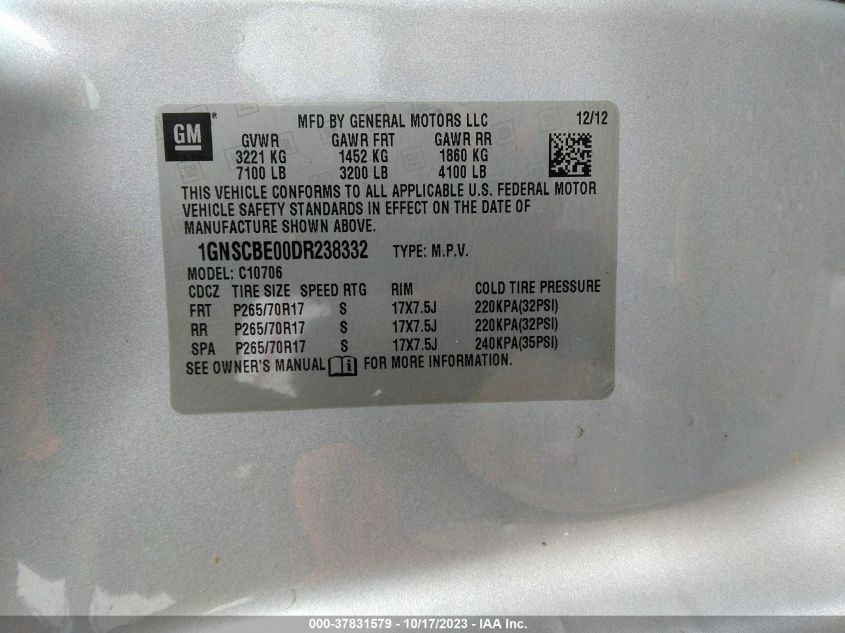 GM ®
MFD BY GENERAL MOTORS LLC 12/12
GVWR GAWR FRT GAWR RR
3221 KG 1452 KG 1860 KG
7100 LB 3200 LB 4100 LB
THIS VEHICLE CONFORMS TO ALL APPLICABLE U.S. FEDERAL MOTOR
VEHICLE SAFETY STANDARDS IN EFFECT ON THE DATE OF
MANUFACTURE SHOWN ABOVE.
1GNSCBE00DR238332 TYPE: M.P.V.
MODEL: C10706
CDCZ TIRE SIZE SPEED RTG RIM COLD TIRE PRESSURE
FRT P265/70R17 S 17X7.5J 220KPA(32PSI)
RR P265/70R17 S 17X7.5J 220KPA(32PSI)
SPA P265/70R17 S 17X7.5J 240KPA(35PSI)
SEE OWNER'S MANUAL i FOR MORE INFORMATION.
000-37831579 - 10/17/2023 - IAA Inc.